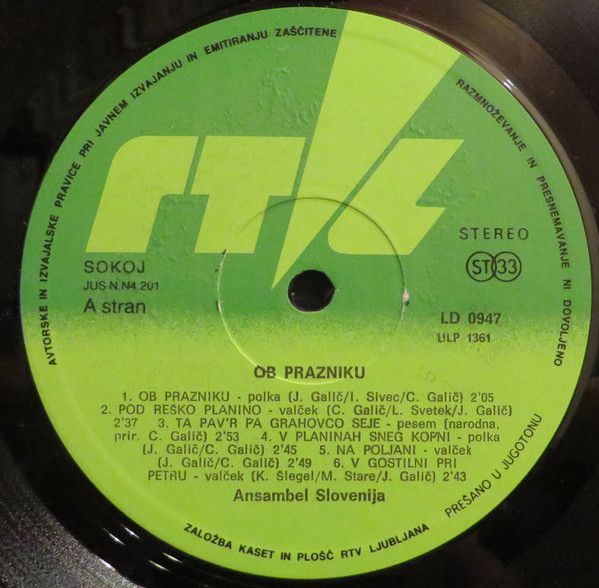 AVTORSKE IN IZVAJALSKE PRAVICE PRI JAVNEM IZVAJANJU IN EMITIRANJU ZAŠČITENE
RAZMNOŽEVANJE IN PRESNEMAVANJE NI DOVOLJENO
rtl
STEREO
SOKOJ
ST 33
JUS N.N4.201
A stran
LD 0947
ULP 1361
OB PRAZNIKU
1. OB PRAZNIKU - polka (J. Galič/I. Sivec/C. Galič) 2'05
2. POD REŠKO PLANINO - valček (C. Galič/L. Svetek/J. Galič)
2'37 3. TA PAV'R PA GRAHOVCO SEJE - pesem (narodna,
prir. C. Galič) 2'53 4. V PLANINAH SNEG KOPNI - polka
(J. Galič/C. Galič) 2'45 5. NA POLJANI - valček
(J. Galič/C. Galič) 2'49 6. V GOSTILNI PRI
PETRU - valček (K. Šlegel/M. Stare/J. Galič) 2'43
Ansambel Slovenija
PREŠANO U JUGOTONU
ZALOŽBA KASET IN PLOŠČ RTV LJUBLJANA